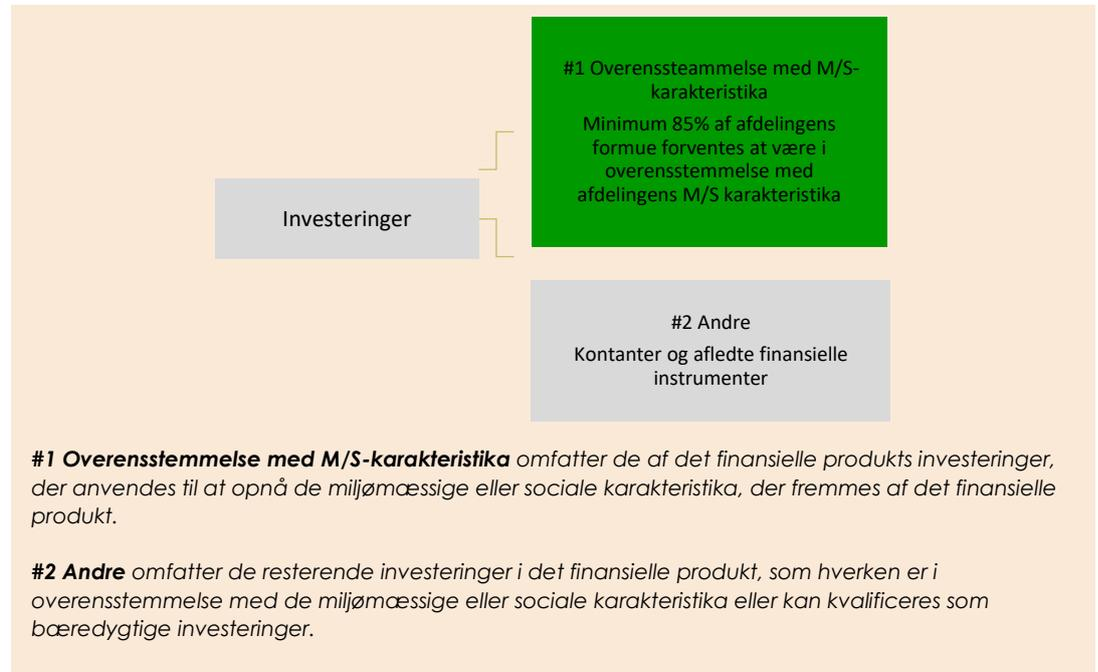 #1 Overenssteammelse med M/S-
karakteristika
Minimum 85% af afdelingens
formue forventes at være i
overensstemmelse med
afdelingens M/S karakteristika
Investeringer
#2 Andre
Kontanter og afledte finansielle
instrumenter
#1 Overensstemmelse med M/S-karakteristika omfatter de af det finansielle produkts investeringer,
der anvendes til at opnå de miljømæssige eller sociale karakteristika, der fremmes af det finansielle
produkt.
#2 Andre omfatter de resterende investeringer i det finansielle produkt, som hverken er i
overensstemmelse med de miljømæssige eller sociale karakteristika eller kan kvalificeres som
bæredygtige investeringer.